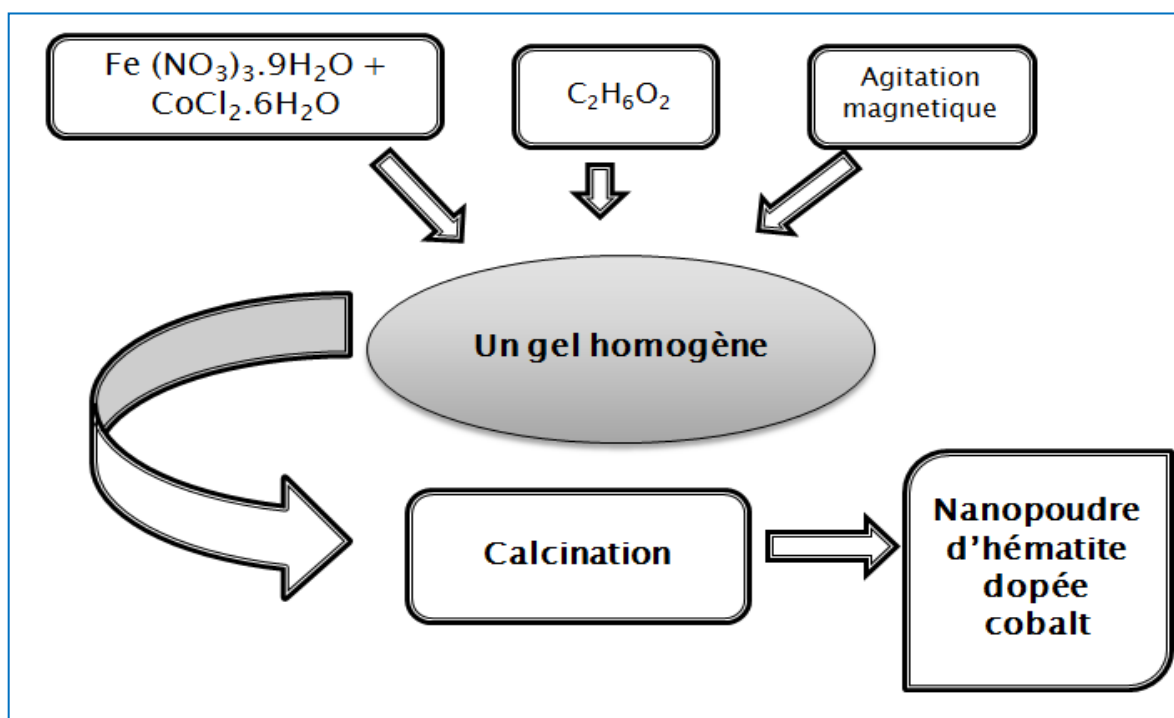 Fe (NO₃)₃.9H₂O +
CoCl₂.6H₂O
C₂H₆O₂
Agitation
magnetique
Un gel homogène
Calcination
Nanopoudre
d'hématite
dopée
cobalt